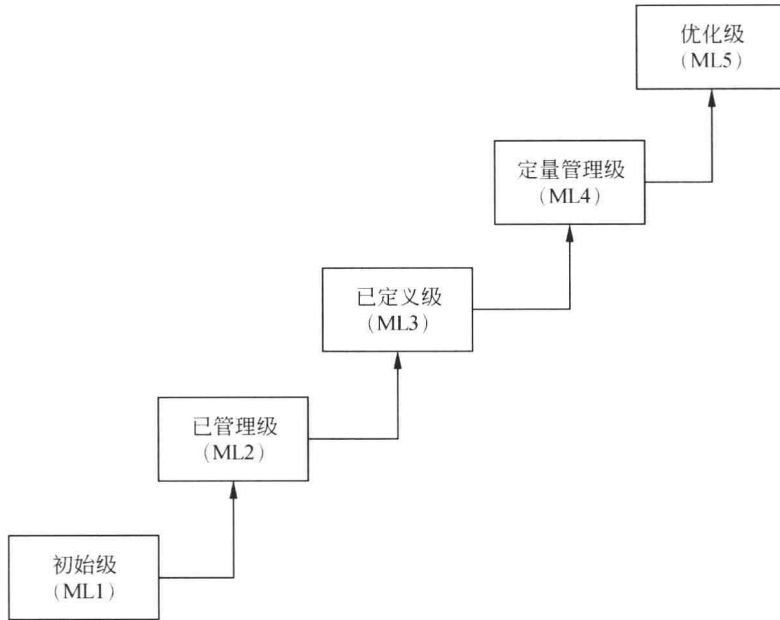 优化级
(ML5)
定量管理级
(ML4)
已定义级
(ML3)
已管理级
(ML2)
初始级
(ML1)